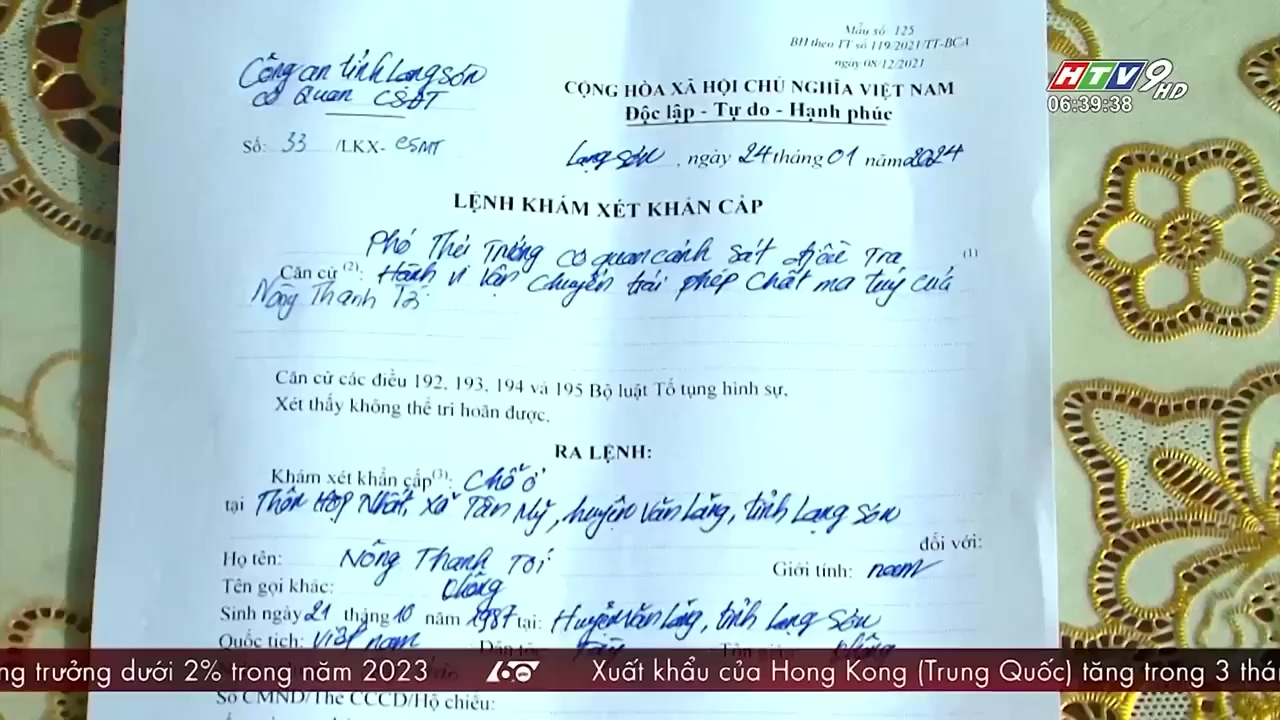 Mẫu số: 125
BH theo TT số 119/2021/TT-BCA
ngày 08/12/2021
HTV9 HD
06:39:38
Công an tỉnh Lạng Sơn
Cơ Quan CSĐT
CỘNG HÒA XÃ HỘI CHỦ NGHĨA VIỆT NAM
Độc lập - Tự do - Hạnh phúc
Số: 33 /LKX- CSMT
Lạng Sơn, ngày 24 tháng 01 năm 2024
LỆNH KHÁM XÉT KHẨN CẤP
Phó Thủ Trưởng cơ quan cảnh sát điều Tra (1)
Căn cứ (2): Hành vi vận chuyển trái phép chất ma tuý của
Nông Thanh Tới
Căn cứ các điều 192, 193, 194 và 195 Bộ luật Tố tụng hình sự,
Xét thấy không thể trì hoãn được.
RA LỆNH:
Khám xét khẩn cấp(3): Chỗ ở
tại Thôn Hợp Nhất, xã Tân Mỹ, huyện Văn Lãng, tỉnh Lạng Sơn
đối với:
Họ tên: Nông Thanh Tới Giới tính: nam
Tên gọi khác: không
Sinh ngày 21 tháng 10 năm 1987 tại: Huyện Văn Lãng, tỉnh Lạng Sơn
Quốc tịch: Việt nam
ng trưởng dưới 2% trong năm 2023 60 Xuất khẩu của Hong Kong (Trung Quốc) tăng trong 3 thán
Số CMND/Thẻ CCCD/Hộ chiếu: